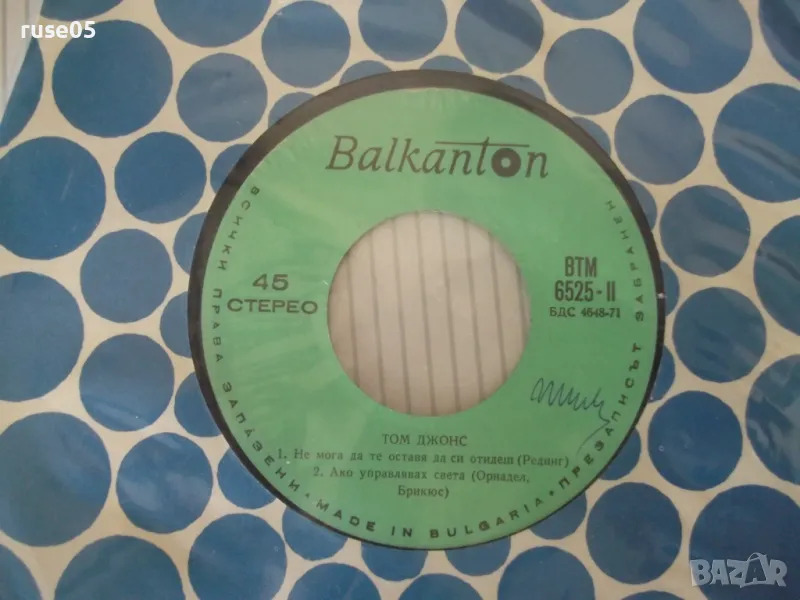 ruse05
Balkanton
45
СТЕРЕО
ВТМ
6525-II
БДС 4648-71
ТОМ ДЖОНС
1. Не мога да те оставя да си отидеш (Рединг)
2. Ако управлявах света (Орнадел,
Брикюс)
ВСИЧКИ ПРАВА ЗАПАЗЕНИ • MADE IN BULGARIA • ПРЕЗАПИСЪТ ЗАБРАНЕН
BAZAR